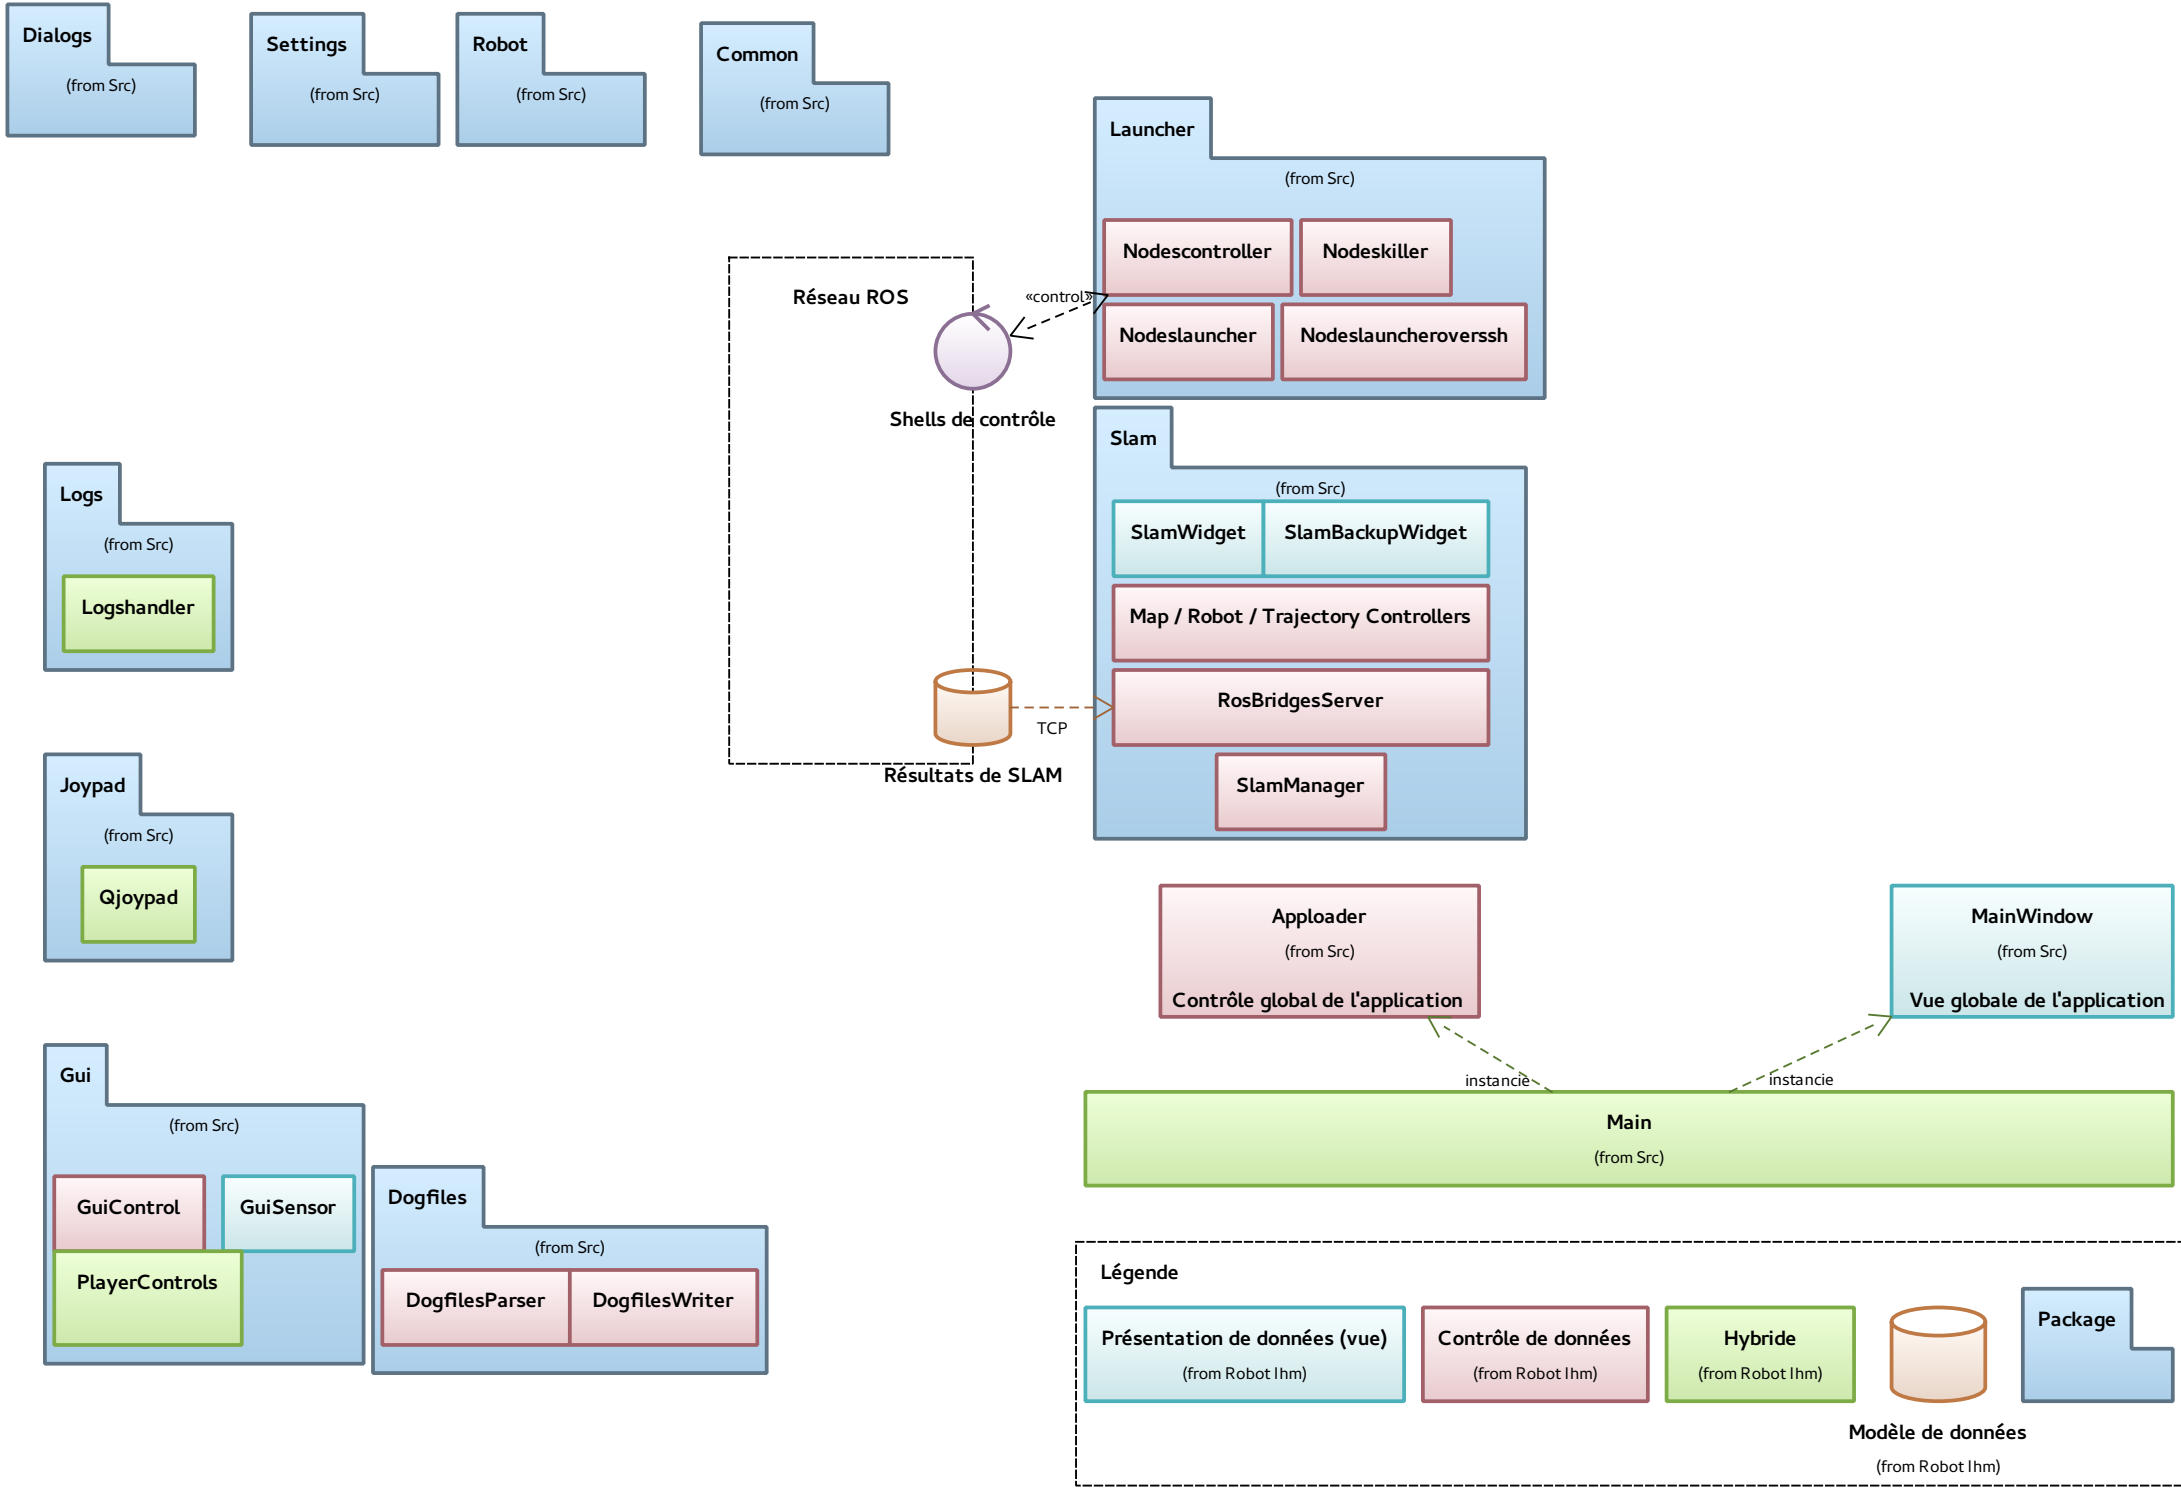 Dialogs
(from Src)
Settings
(from Src)
Robot
(from Src)
Common
(from Src)
Launcher
(from Src)
Nodescontroller
Nodeskiller
Nodeslauncher
Nodeslauncheroverssh
Réseau ROS
«control»
Shells de contrôle
Slam
(from Src)
SlamWidget
SlamBackupWidget
Map / Robot / Trajectory Controllers
RosBridgesServer
SlamManager
TCP
Résultats de SLAM
Logs
(from Src)
Logshandler
Joypad
(from Src)
Qjoypad
Apploader
(from Src)
Contrôle global de l'application
MainWindow
(from Src)
Vue globale de l'application
instancie
instancie
Main
(from Src)
Gui
(from Src)
GuiControl
GuiSensor
PlayerControls
Dogfiles
(from Src)
DogfilesParser
DogfilesWriter
Légende
Présentation de données (vue)
(from Robot Ihm)
Contrôle de données
(from Robot Ihm)
Hybride
(from Robot Ihm)
Modèle de données
(from Robot Ihm)
Package